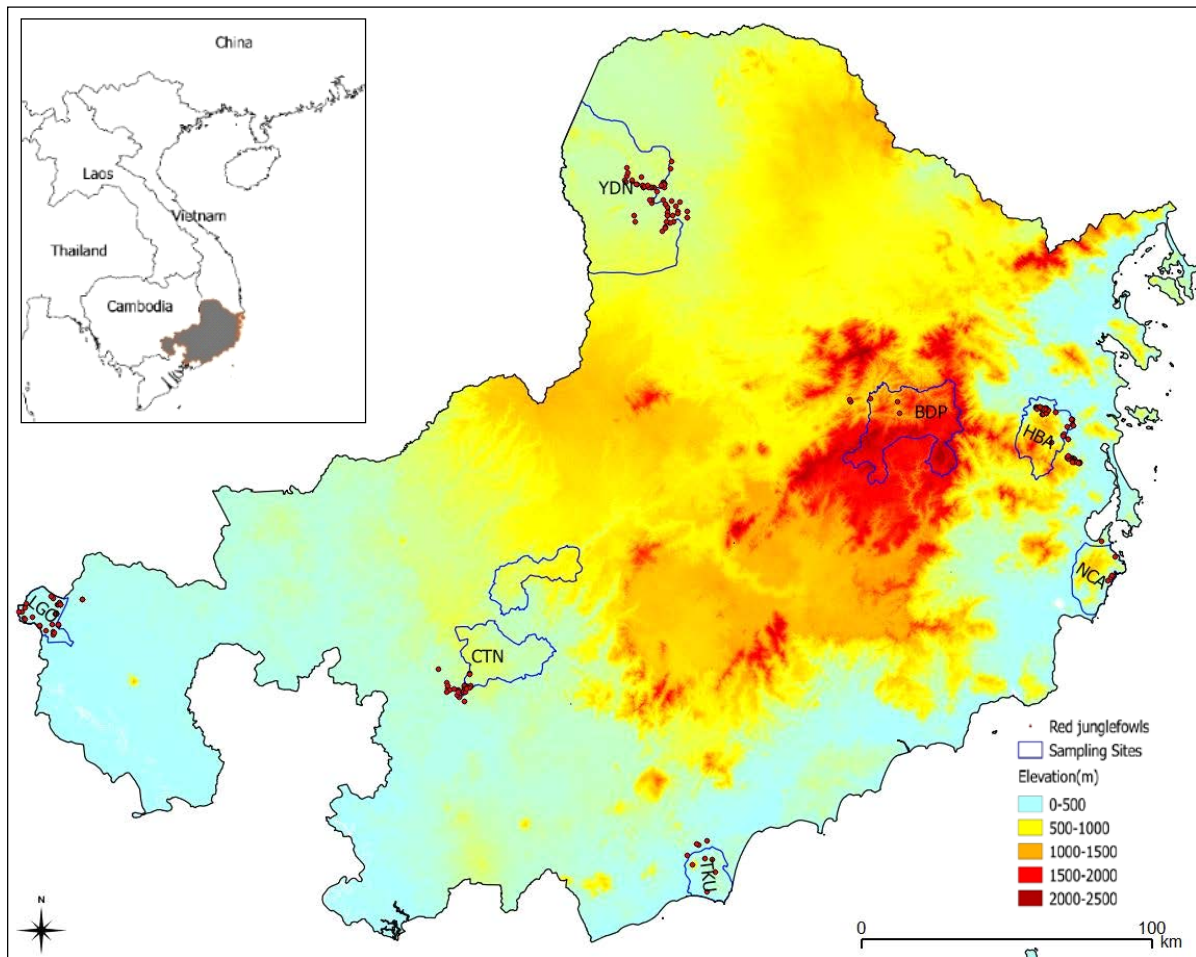 China
Laos
Vietnam
Thailand
Cambodia
YDN
BDP
HBA
NCA
LGO
CTN
TKU
Red junglefowls
Sampling Sites
Elevation(m)
0-500
500-1000
1000-1500
1500-2000
2000-2500
N
0 100
km